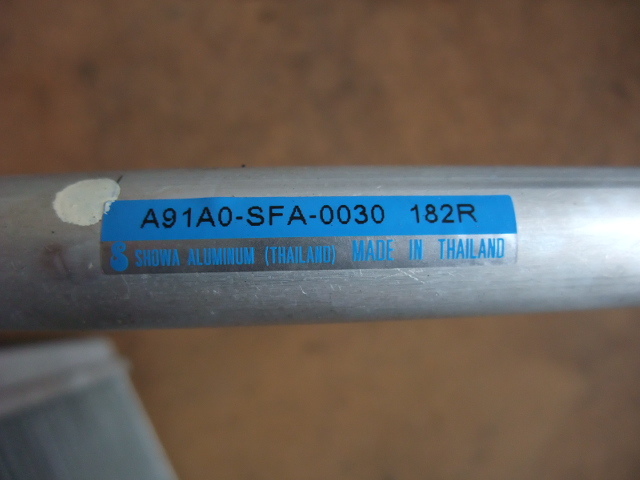 A91A0-SFA-0030 182R
SHOWA ALUMINUM (THAILAND) MADE IN THAILAND